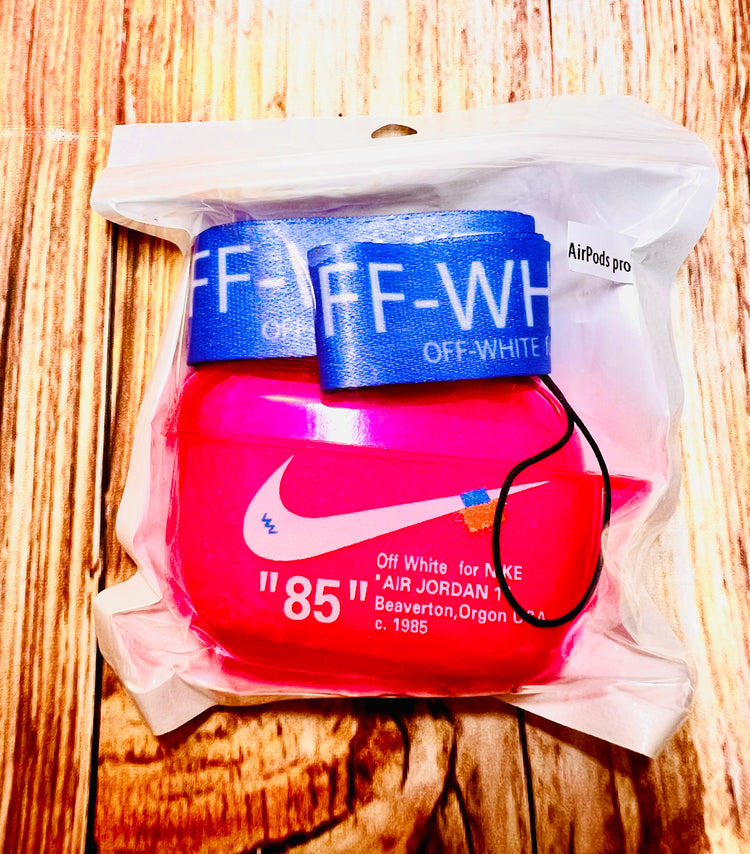 FF-W
FF-WH
OFF
OFF-WHITE
AirPods pro
"85"
Off White for NIKE
"AIR JORDAN 1
Beaverton,Orgon USA
c. 1985